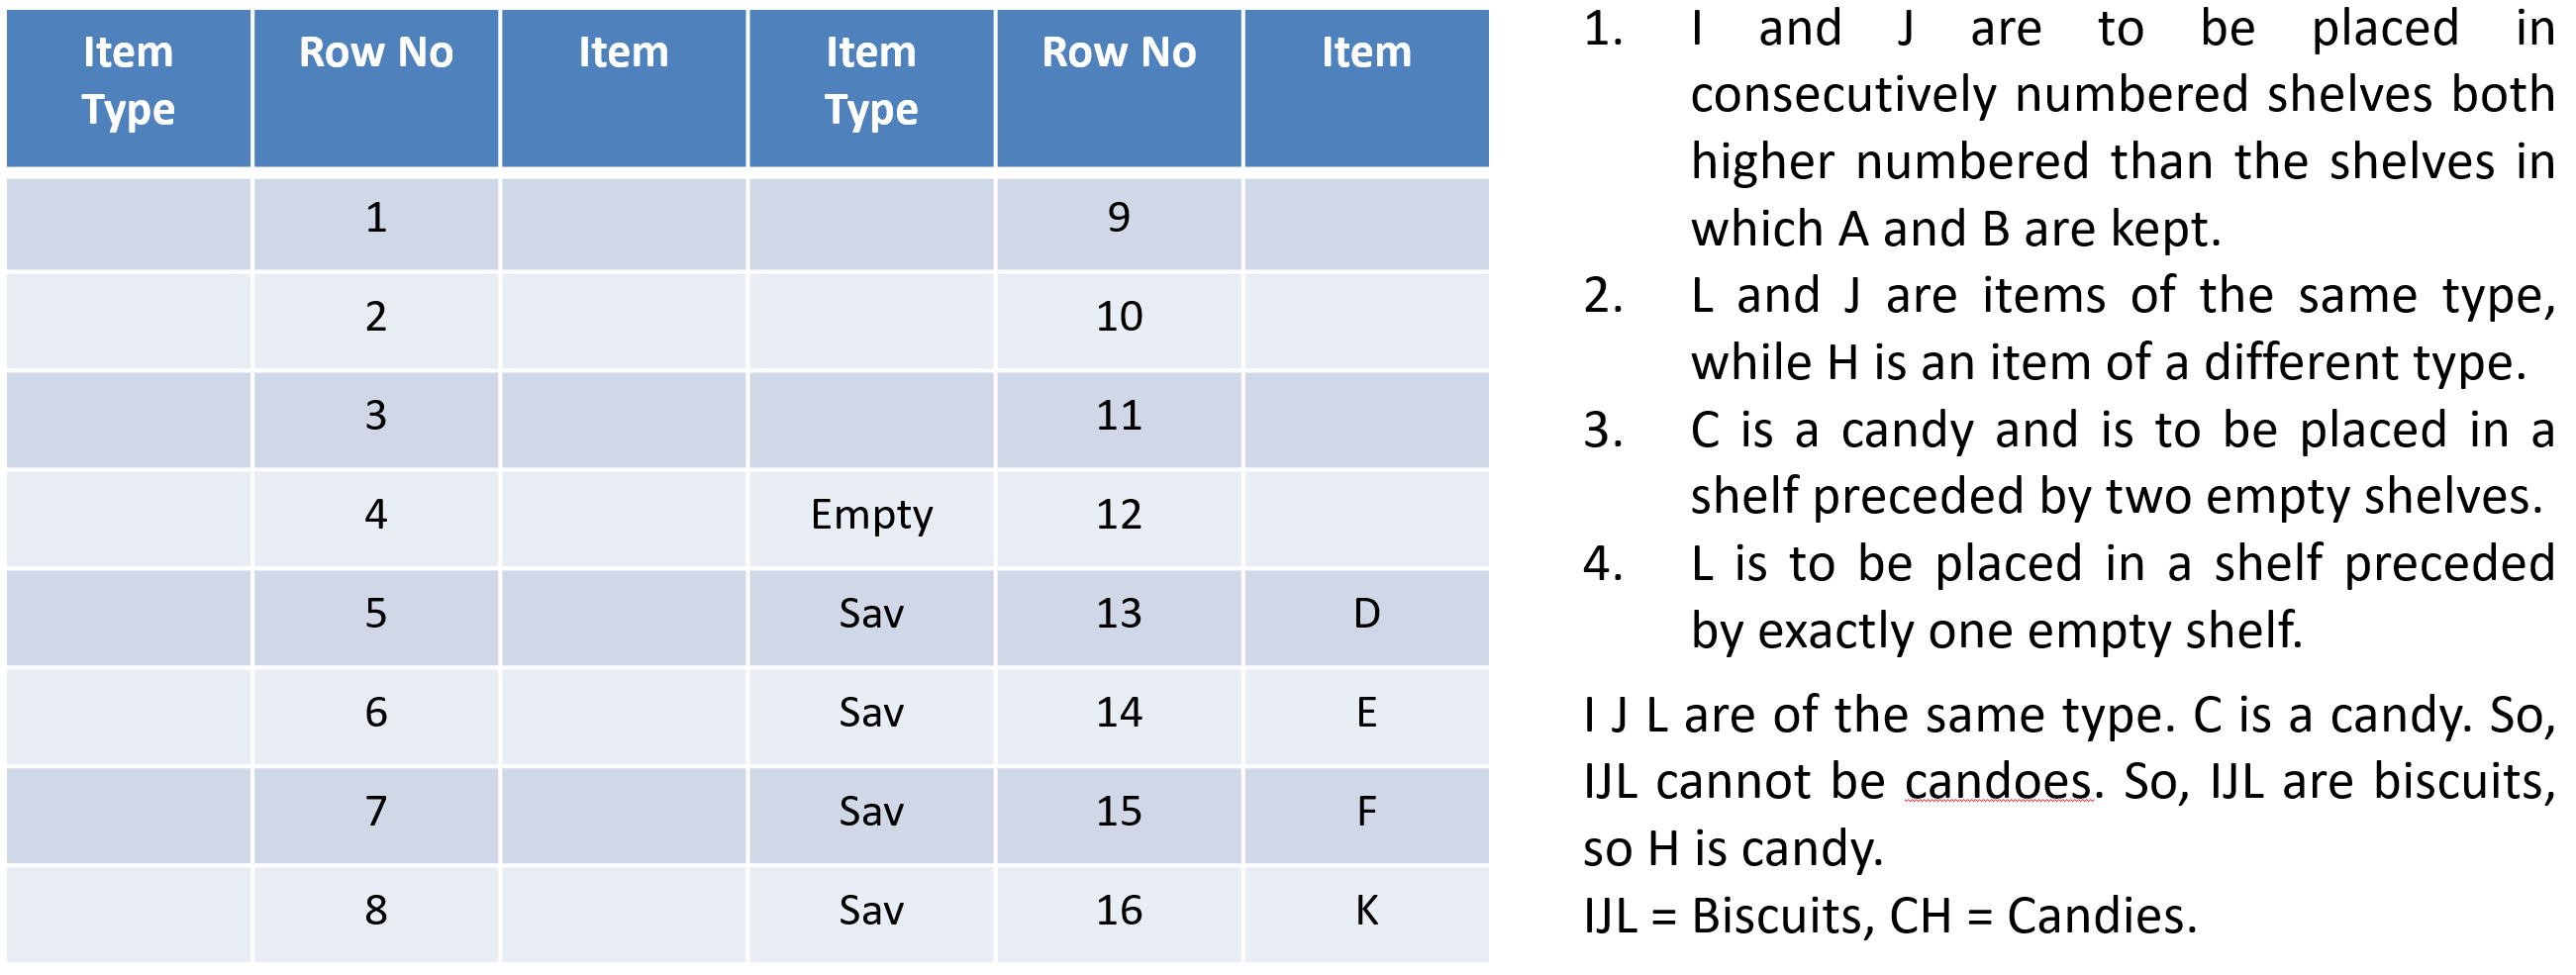 Item Type Row No Item Item Type Row No Item
1 9
2 10
3 11
4 Empty 12
5 Sav 13 D
6 Sav 14 E
7 Sav 15 F
8 Sav 16 K
1. I and J are to be placed in
consecutively numbered shelves both
higher numbered than the shelves in
which A and B are kept.
2. L and J are items of the same type,
while H is an item of a different type.
3. C is a candy and is to be placed in a
shelf preceded by two empty shelves.
4. L is to be placed in a shelf preceded
by exactly one empty shelf.
I J L are of the same type. C is a candy. So,
IJL cannot be candoes. So, IJL are biscuits,
so H is candy.
IJL = Biscuits, CH = Candies.